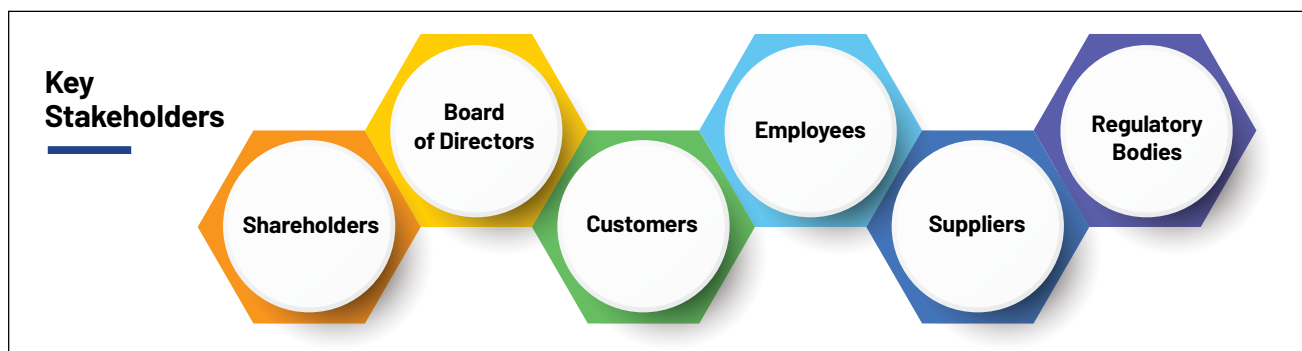 Key
Stakeholders
Shareholders
Board
of Directors
Customers
Employees
Suppliers
Regulatory
Bodies